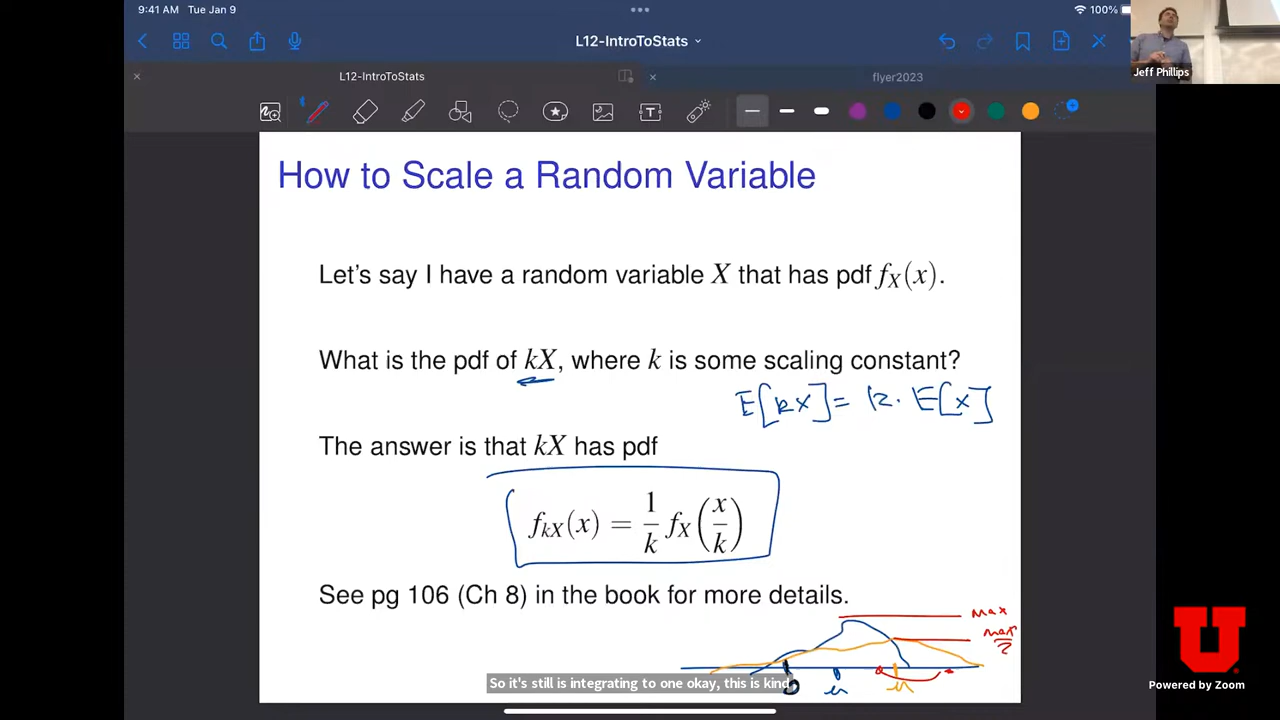 9:41 AM Tue Jan 9
100%
L12-IntroToStats
Jeff Phillips
L12-IntroToStats
flyer2023
T
How to Scale a Random Variable
Let's say I have a random variable X that has pdf f_X(x).
What is the pdf of kX, where k is some scaling constant?
E[kX] = k · E[X]
The answer is that kX has pdf
f_{kX}(x) = 1/k f_X(x/k)
See pg 106 (Ch 8) in the book for more details.
max
max/2
So it's still is integrating to one okay, this is kind
0
U
Powered by Zoom